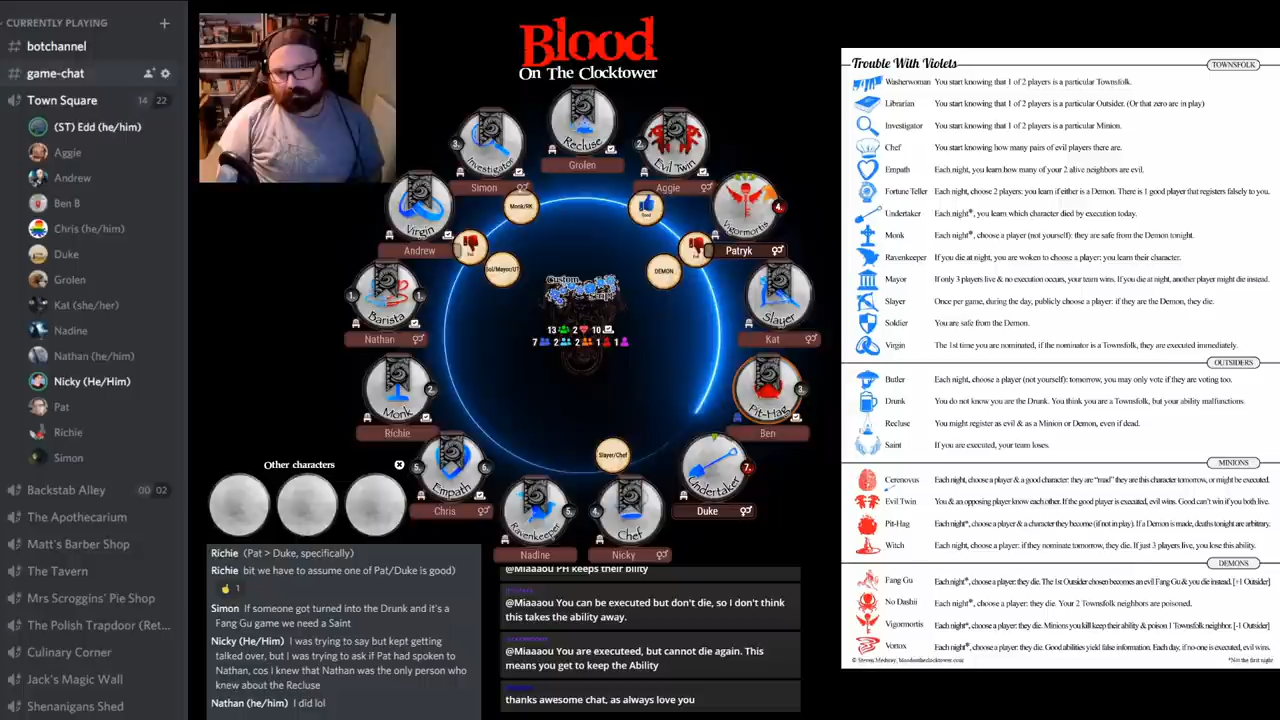 CURRENTLY PLAYING
botchannel
game-chat
Town Square
14 22
(ST) Edd (he/him)
Aggie
Andrew
Ben B
Chris (he/him)
Duke
Grolen
Kat (she/her)
Nadine
Nathan (he/him)
Nicky (He/Him)
Pat
Richie
Simon
Backstab Alley
00 02
Matt's Barber Shop
The Tavern
Mrs Scorpions' Pie Shop
The Polish Trapdoor (Ret...
Culinary Corner
Jack's Magic Wall
Shenanigans Shed
Blood
On The Clocktower
Recluse
Grolen
Investigator
Simon
Evil Twin
Aggie
Virgin
Andrew
Vigormortis
Patryk
Barista
Nathan
Slayer
Kat
Monk
Richie
Pit-Hag
Ben
Empath
Chris
Undertaker
Duke
Nadine
Chef
Nicky
Monk/RK
Good
Sol/Mayor/UT
DEMON
Slayer/Chef
Custom
Script
13 2 10
7 2 2 1 1
Other characters
Richie (Pat > Duke, specifically)
Richie bit we have to assume one of Pat/Duke is good)
1
Simon If someone got turned into the Drunk and it's a
Fang Gu game we need a Saint
Nicky (He/Him) I was trying to say but kept getting
talked over, but I was trying to ask if Pat had spoken to
Nathan, cos I knew that Nathan was the only person who
knew about the Recluse
Nathan (he/him) I did lol
@Miaaaou PH keeps their bility
@Miaaaou You can be executed but don't die, so I don't think
this takes the ability away.
@Miaaaou You are execueted, but cannot die again. This
means you get to keep the Ability
thanks awesome chat, as always love you
Trouble With Violets
TOWNSFOLK
Washerwoman You start knowing that 1 of 2 players is a particular Townsfolk.
Librarian You start knowing that 1 of 2 players is a particular Outsider. (Or that zero are in play)
Investigator You start knowing that 1 of 2 players is a particular Minion.
Chef You start knowing how many pairs of evil players there are.
Empath Each night, you learn how many of your 2 alive neighbors are evil.
Fortune Teller Each night, choose 2 players: you learn if either is a Demon. There is 1 good player that registers falsely to you.
Undertaker Each night*, you learn which character died by execution today.
Monk Each night*, choose a player (not yourself): they are safe from the Demon tonight.
Ravenkeeper If you die at night, you are woken to choose a player: you learn their character.
Mayor If only 3 players live & no execution occurs, your team wins. If you die at night, another player might die instead.
Slayer Once per game, during the day, publicly choose a player: if they are the Demon, they die.
Soldier You are safe from the Demon.
Virgin The 1st time you are nominated, if the nominator is a Townsfolk, they are executed immediately.
OUTSIDERS
Butler Each night, choose a player (not yourself): tomorrow, you may only vote if they are voting too.
Drunk You do not know you are the Drunk. You think you are a Townsfolk, but your ability malfunctions.
Recluse You might register as evil & as a Minion or Demon, even if dead.
Saint If you are executed, your team loses.
MINIONS
Cerenovus Each night, choose a player & a good character: they are "mad" they are this character tomorrow, or might be executed.
Evil Twin You & an opposing player know each other. If the good player is executed, evil wins. Good can't win if you both live.
Pit-Hag Each night*, choose a player & a character they become (if not in play). If a Demon is made, deaths tonight are arbitrary.
Witch Each night, choose a player: if they nominate tomorrow, they die. If just 3 players live, you lose this ability.
DEMONS
Fang Gu Each night*, choose a player: they die. The 1st Outsider chosen becomes an evil Fang Gu & you die instead. [+1 Outsider]
No Dashii Each night*, choose a player: they die. Your 2 Townsfolk neighbors are poisoned.
Vigormortis Each night*, choose a player: they die. Minions you kill keep their ability & poison 1 Townsfolk neighbor. [-1 Outsider]
Vortox Each night*, choose a player: they die. Good abilities yield false information. Each day, if no-one is executed, evil wins.
© Steven Medway, bloodontheclocktower.com
*Not the first night